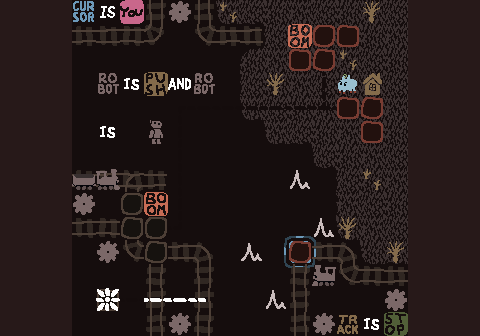 CURSOR IS YOU
BOOM
ROBOT IS PUSH AND ROBOT
IS
BOOM
TRACK IS STOP